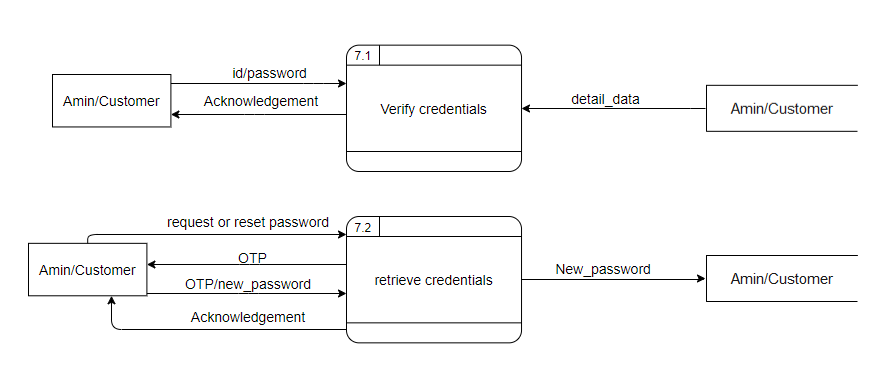 7.1
id/password
Amin/Customer
Acknowledgement
Verify credentials
detail_data
Amin/Customer
7.2
request or reset password
OTP
Amin/Customer
OTP/new_password
Acknowledgement
retrieve credentials
New_password
Amin/Customer